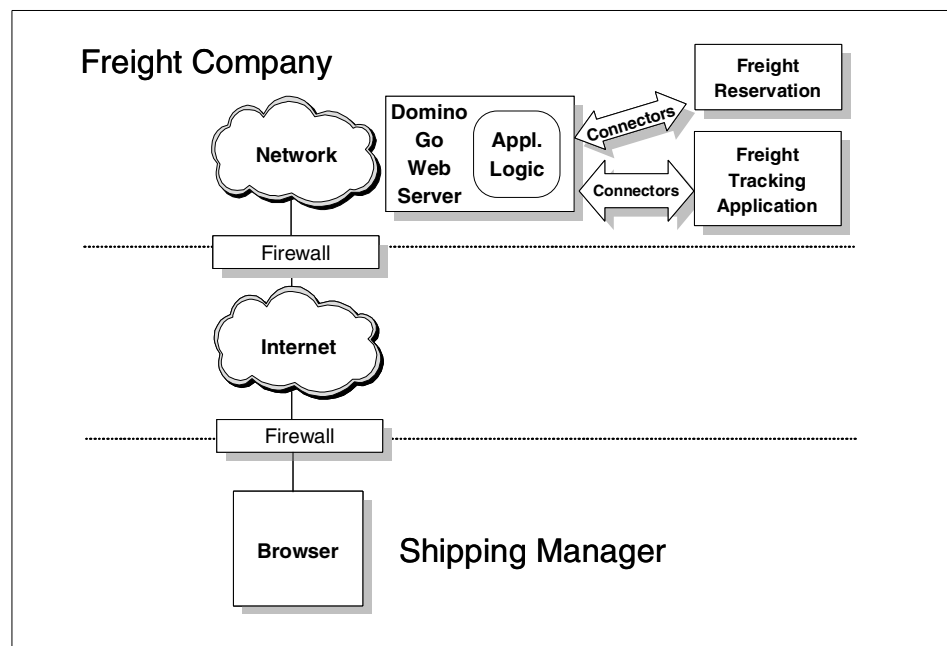 Freight Company
Network
Domino
Go
Web
Server
Appl.
Logic
Connectors
Connectors
Freight
Reservation
Freight
Tracking
Application
Firewall
Internet
Firewall
Browser
Shipping Manager